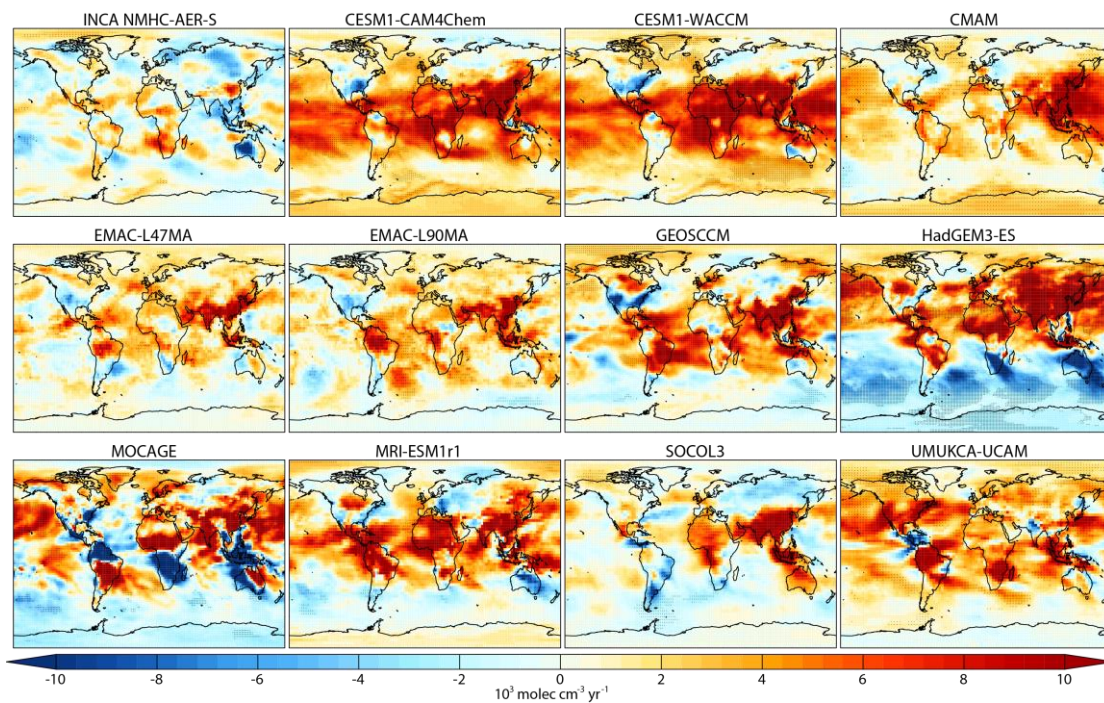 INCA NMHC-AER-S CESM1-CAM4Chem CESM1-WACCM CMAM
EMAC-L47MA EMAC-L90MA GEOSCCM HadGEM3-ES
MOCAGE MRI-ESM1r1 SOCOL3 UMUKCA-UCAM
-10 -8 -6 -4 -2 0 2 4 6 8 10
10³ molec cm⁻³ yr⁻¹